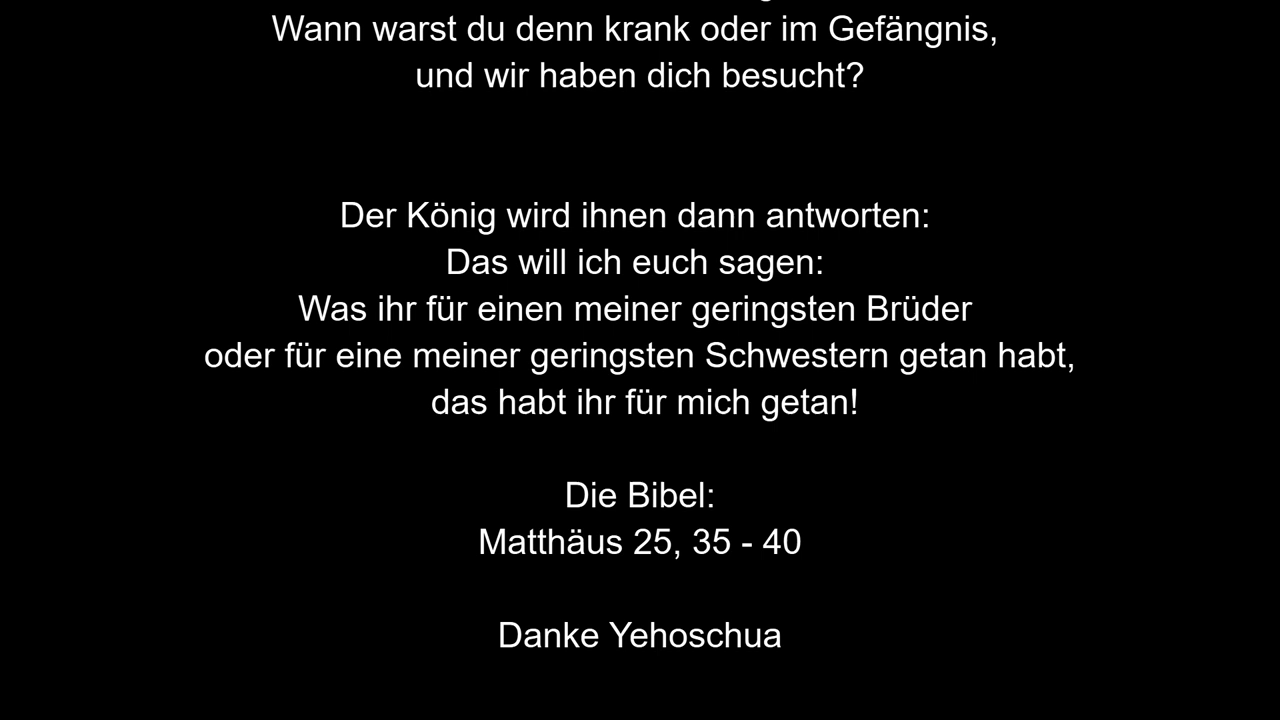 Wann warst du denn krank oder im Gefängnis,
und wir haben dich besucht?
Der König wird ihnen dann antworten:
Das will ich euch sagen:
Was ihr für einen meiner geringsten Brüder
oder für eine meiner geringsten Schwestern getan habt,
das habt ihr für mich getan!
Die Bibel:
Matthäus 25, 35 - 40
Danke Yehoschua